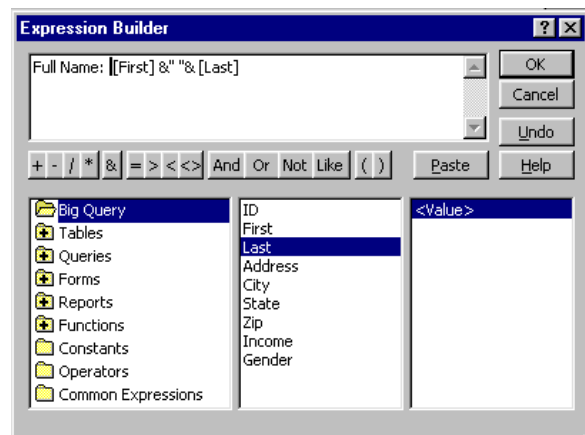 Expression Builder ? X
Full Name: [First] &" "& [Last]
OK
Cancel
Undo
+ - / * & = > < <> And Or Not Like ( ) Paste Help
Big Query
Tables
Queries
Forms
Reports
Functions
Constants
Operators
Common Expressions
ID
First
Last
Address
City
State
Zip
Income
Gender
<Value>